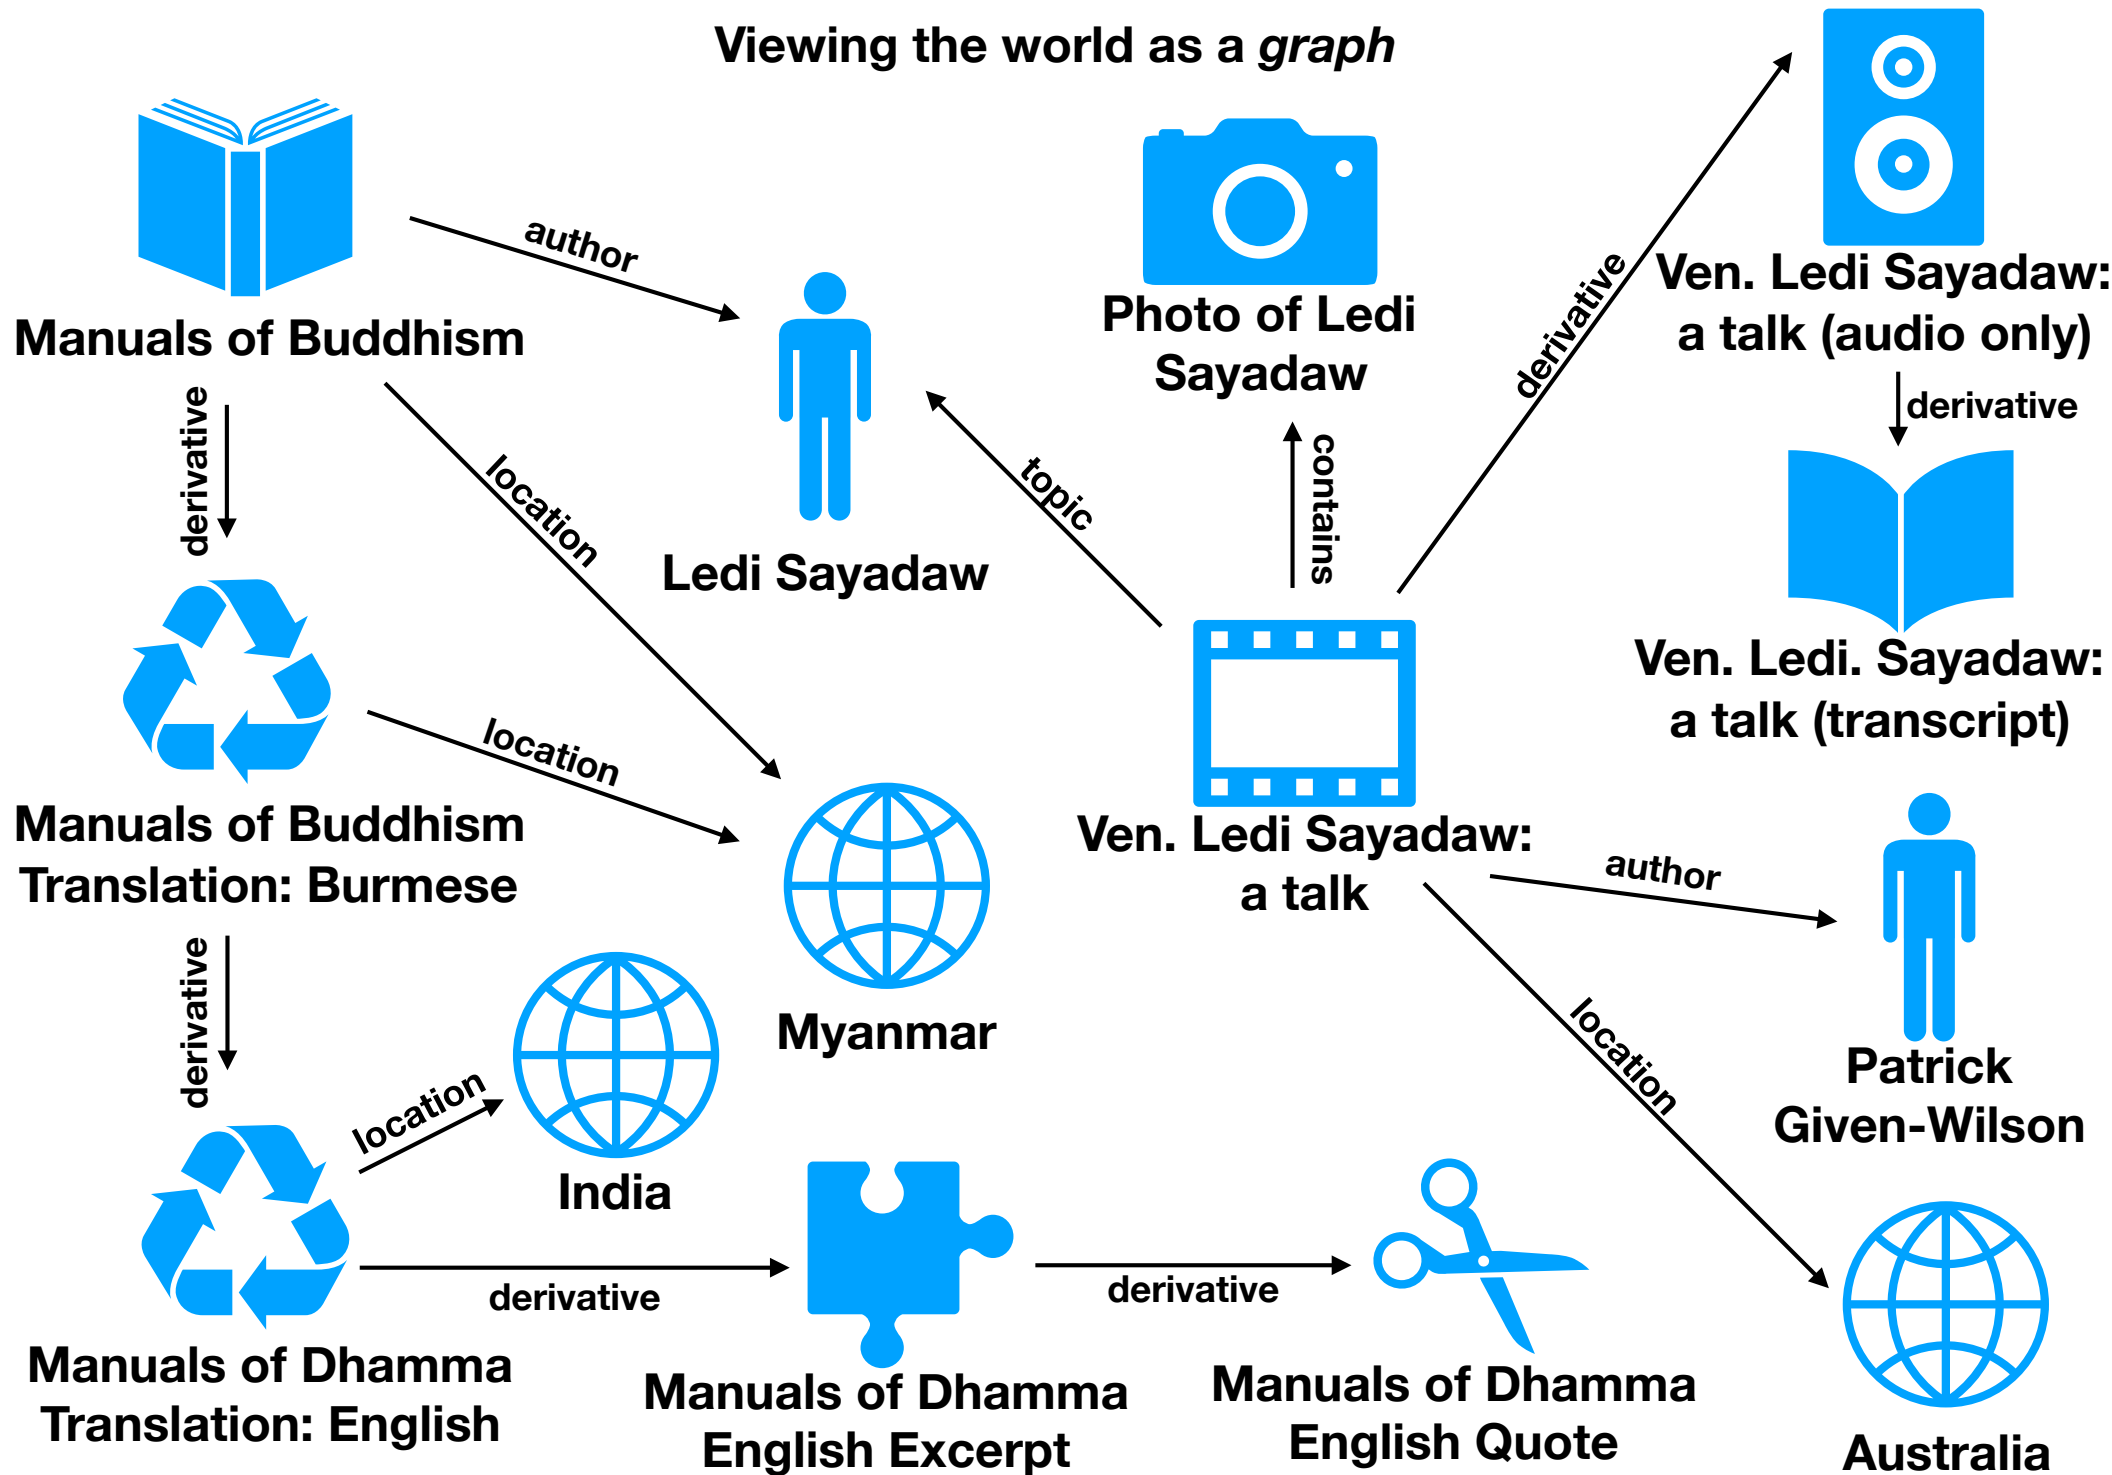 Viewing the world as a graph
Manuals of Buddhism
author
Ledi Sayadaw
Photo of Ledi
Sayadaw
derivative
Ven. Ledi Sayadaw:
a talk (audio only)
derivative
Ven. Ledi. Sayadaw:
a talk (transcript)
derivative
location
topic
contains
Manuals of Buddhism
Translation: Burmese
location
Myanmar
Ven. Ledi Sayadaw:
a talk
author
Patrick
Given-Wilson
location
Australia
derivative
location
India
Manuals of Dhamma
Translation: English
derivative
Manuals of Dhamma
English Excerpt
derivative
Manuals of Dhamma
English Quote